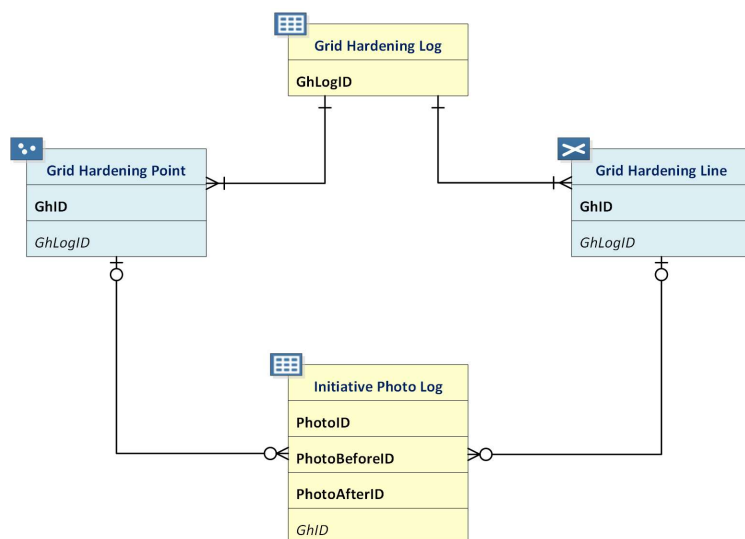 Grid Hardening Log
GhLogID
Grid Hardening Point
GhID
GhLogID
Grid Hardening Line
GhID
GhLogID
Initiative Photo Log
PhotoID
PhotoBeforeID
PhotoAfterID
GhID